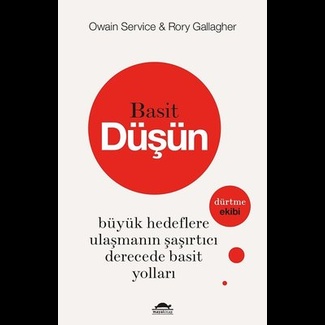 Owain Service & Rory Gallagher
Basit
Düşün
dürtme
ekibi
büyük hedeflere
ulaşmanın şaşırtıcı
derecede basit
yolları